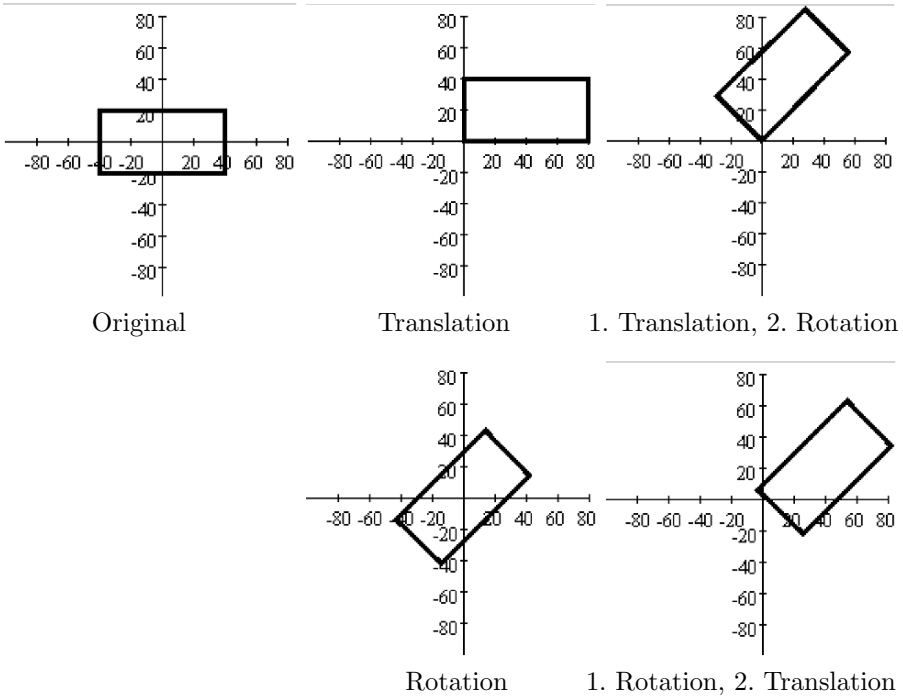 80 80 80
60 60 60
40 40 40
20 20 20
-80 -60 -40 -20 20 40 60 80 -80 -60 -40 -20 20 40 60 80 -80 -60 -40 -20 20 40 60 80
-20 -20 -20
-40 -40 -40
-60 -60 -60
-80 -80 -80
Original Translation 1. Translation, 2. Rotation
80 80
60 60
40 40
20 20
-80 -60 -40 -20 20 40 60 80 -80 -60 -40 -20 20 40 60 80
-20 -20
-40 -40
-60 -60
-80 -80
Rotation 1. Rotation, 2. Translation